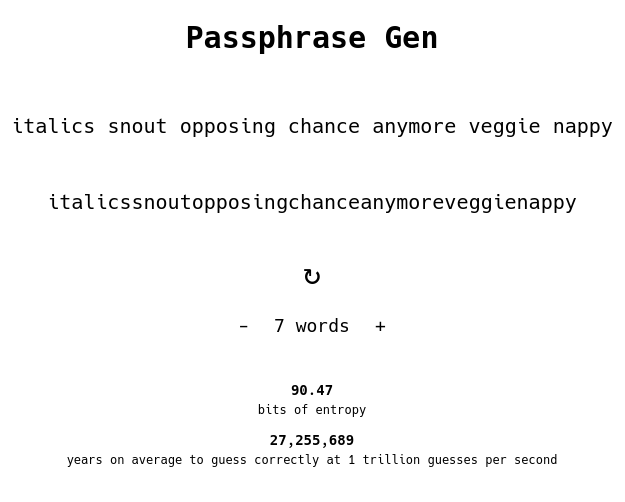 Passphrase Gen
italics snout opposing chance anymore veggie nappy
italicssnoutopposingchanceanymoreveggienappy
↻
– 7 words +
90.47
bits of entropy
27,255,689
years on average to guess correctly at 1 trillion guesses per second